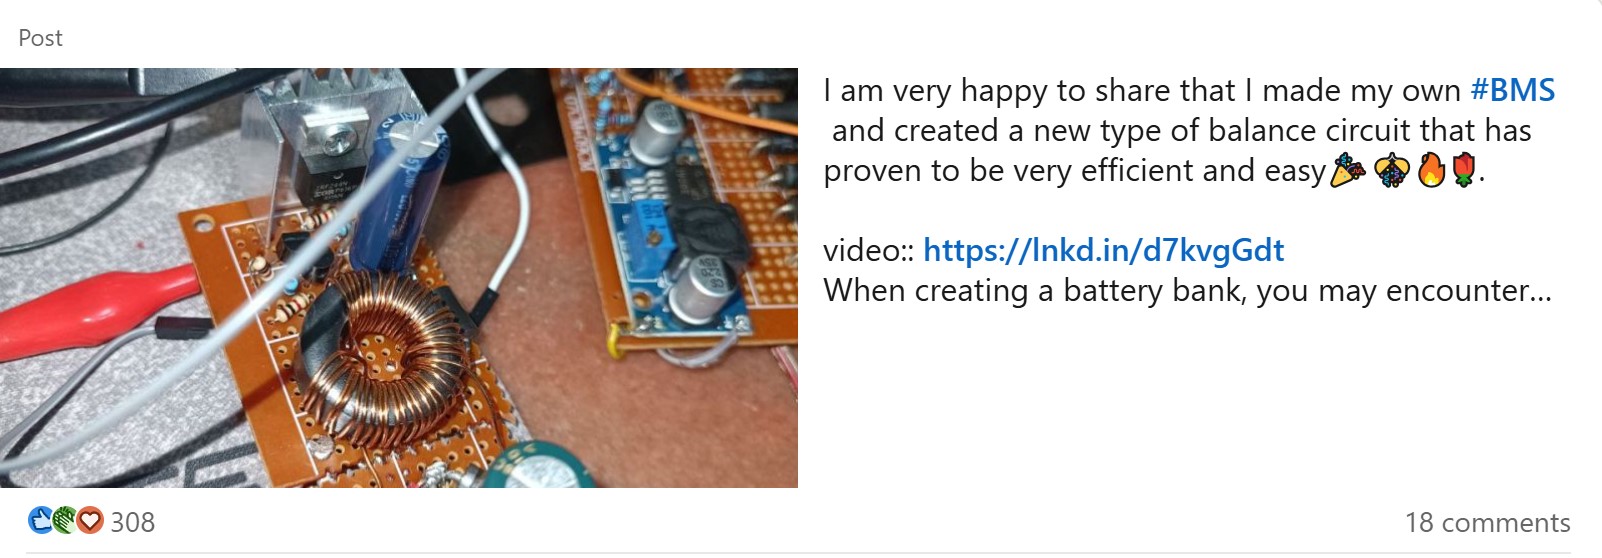 Post
I am very happy to share that I made my own #BMS
and created a new type of balance circuit that has
proven to be very efficient and easy🎉🎊🔥🌹.
video:: https://lnkd.in/d7kvgGdt
When creating a battery bank, you may encounter...
308
18 comments